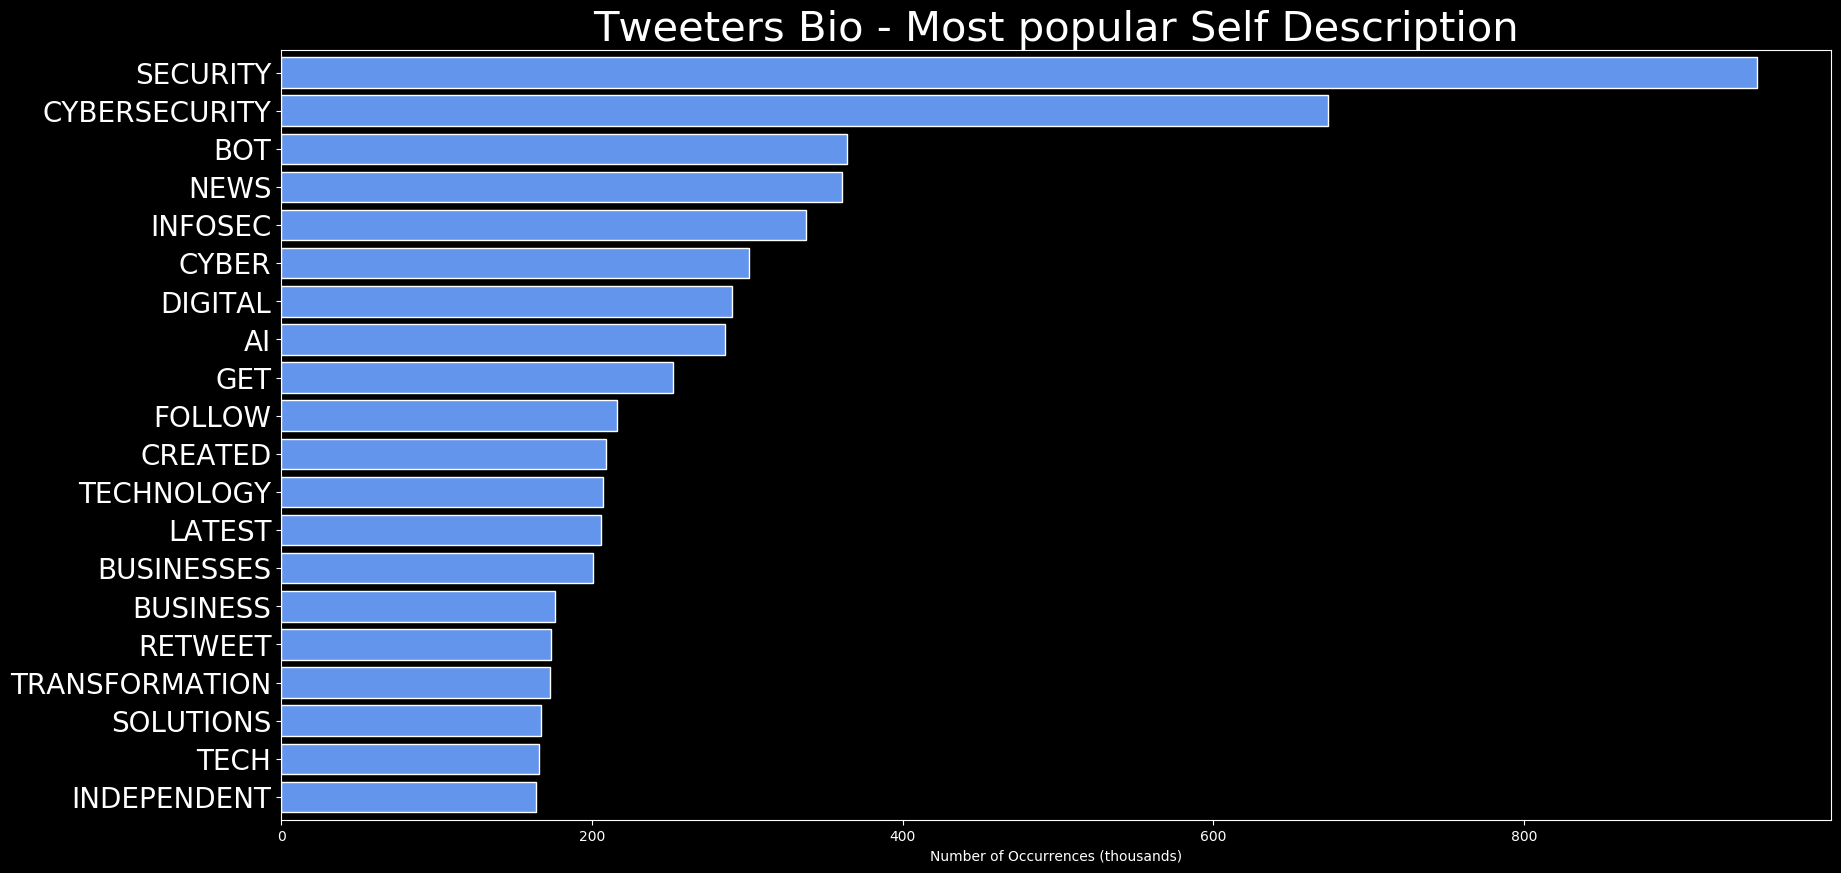 Tweeters Bio - Most popular Self Description
SECURITY
CYBERSECURITY
BOT
NEWS
INFOSEC
CYBER
DIGITAL
AI
GET
FOLLOW
CREATED
TECHNOLOGY
LATEST
BUSINESSES
BUSINESS
RETWEET
TRANSFORMATION
SOLUTIONS
TECH
INDEPENDENT
0 200 400 600 800
Number of Occurrences (thousands)